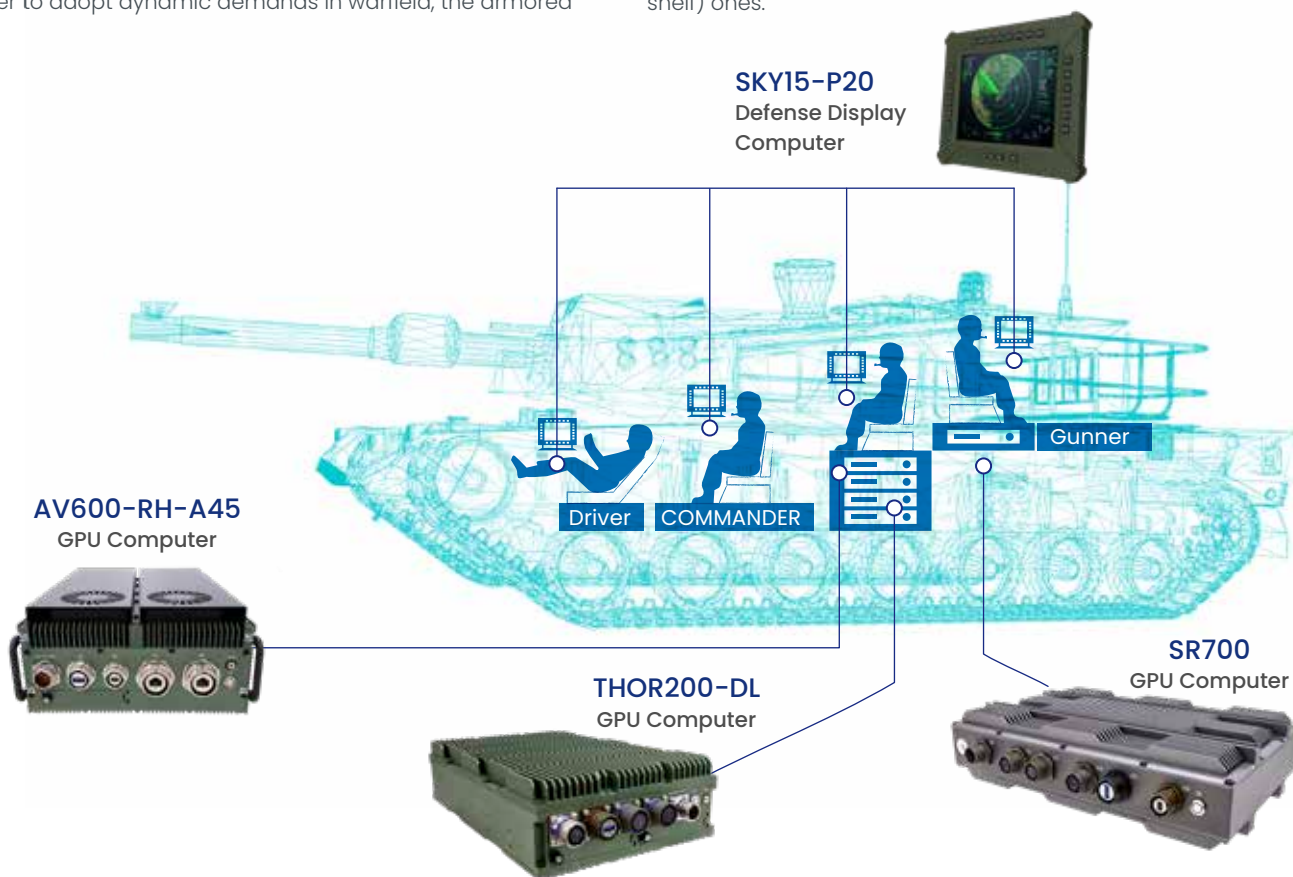 er to adopt dynamic demands in warfield, the armored
shelf) ones.
SKY15-P20
Defense Display
Computer
Gunner
Driver
COMMANDER
AV600-RH-A45
GPU Computer
THOR200-DL
GPU Computer
SR700
GPU Computer